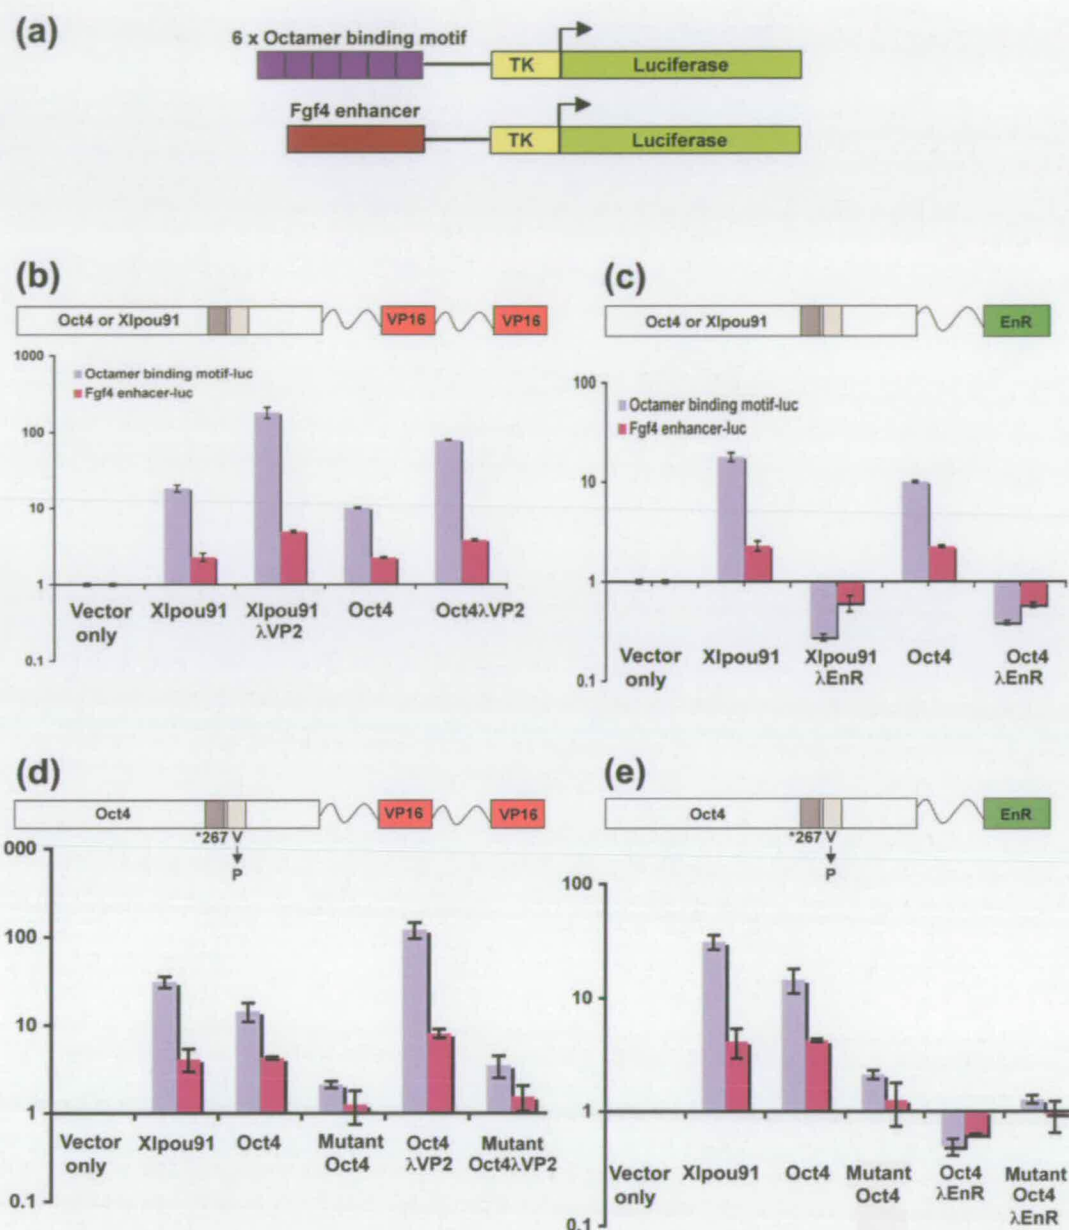 (a)
6 x Octamer binding motif
TK
Luciferase
Fgf4 enhancer
TK
Luciferase
(b)
Oct4 or Xlpou91
VP16
VP16
1000
100
10
1
0.1
Octamer binding motif-luc
Fgf4 enhacer-luc
Vector only
Xlpou91
Xlpou91 λVP2
Oct4
Oct4λVP2
(c)
Oct4 or Xlpou91
EnR
100
10
1
0.1
Octamer binding motif-luc
Fgf4 enhancer-luc
Vector only
Xlpou91
Xlpou91 λEnR
Oct4
Oct4 λEnR
(d)
Oct4
VP16
VP16
*267 V
P
000
100
10
1
0.1
Vector only
Xlpou91
Oct4
Mutant Oct4
Oct4 λVP2
Mutant Oct4λVP2
(e)
Oct4
EnR
*267 V
P
100
10
1
0.1
Vector only
Xlpou91
Oct4
Mutant Oct4
Oct4 λEnR
Mutant Oct4 λEnR